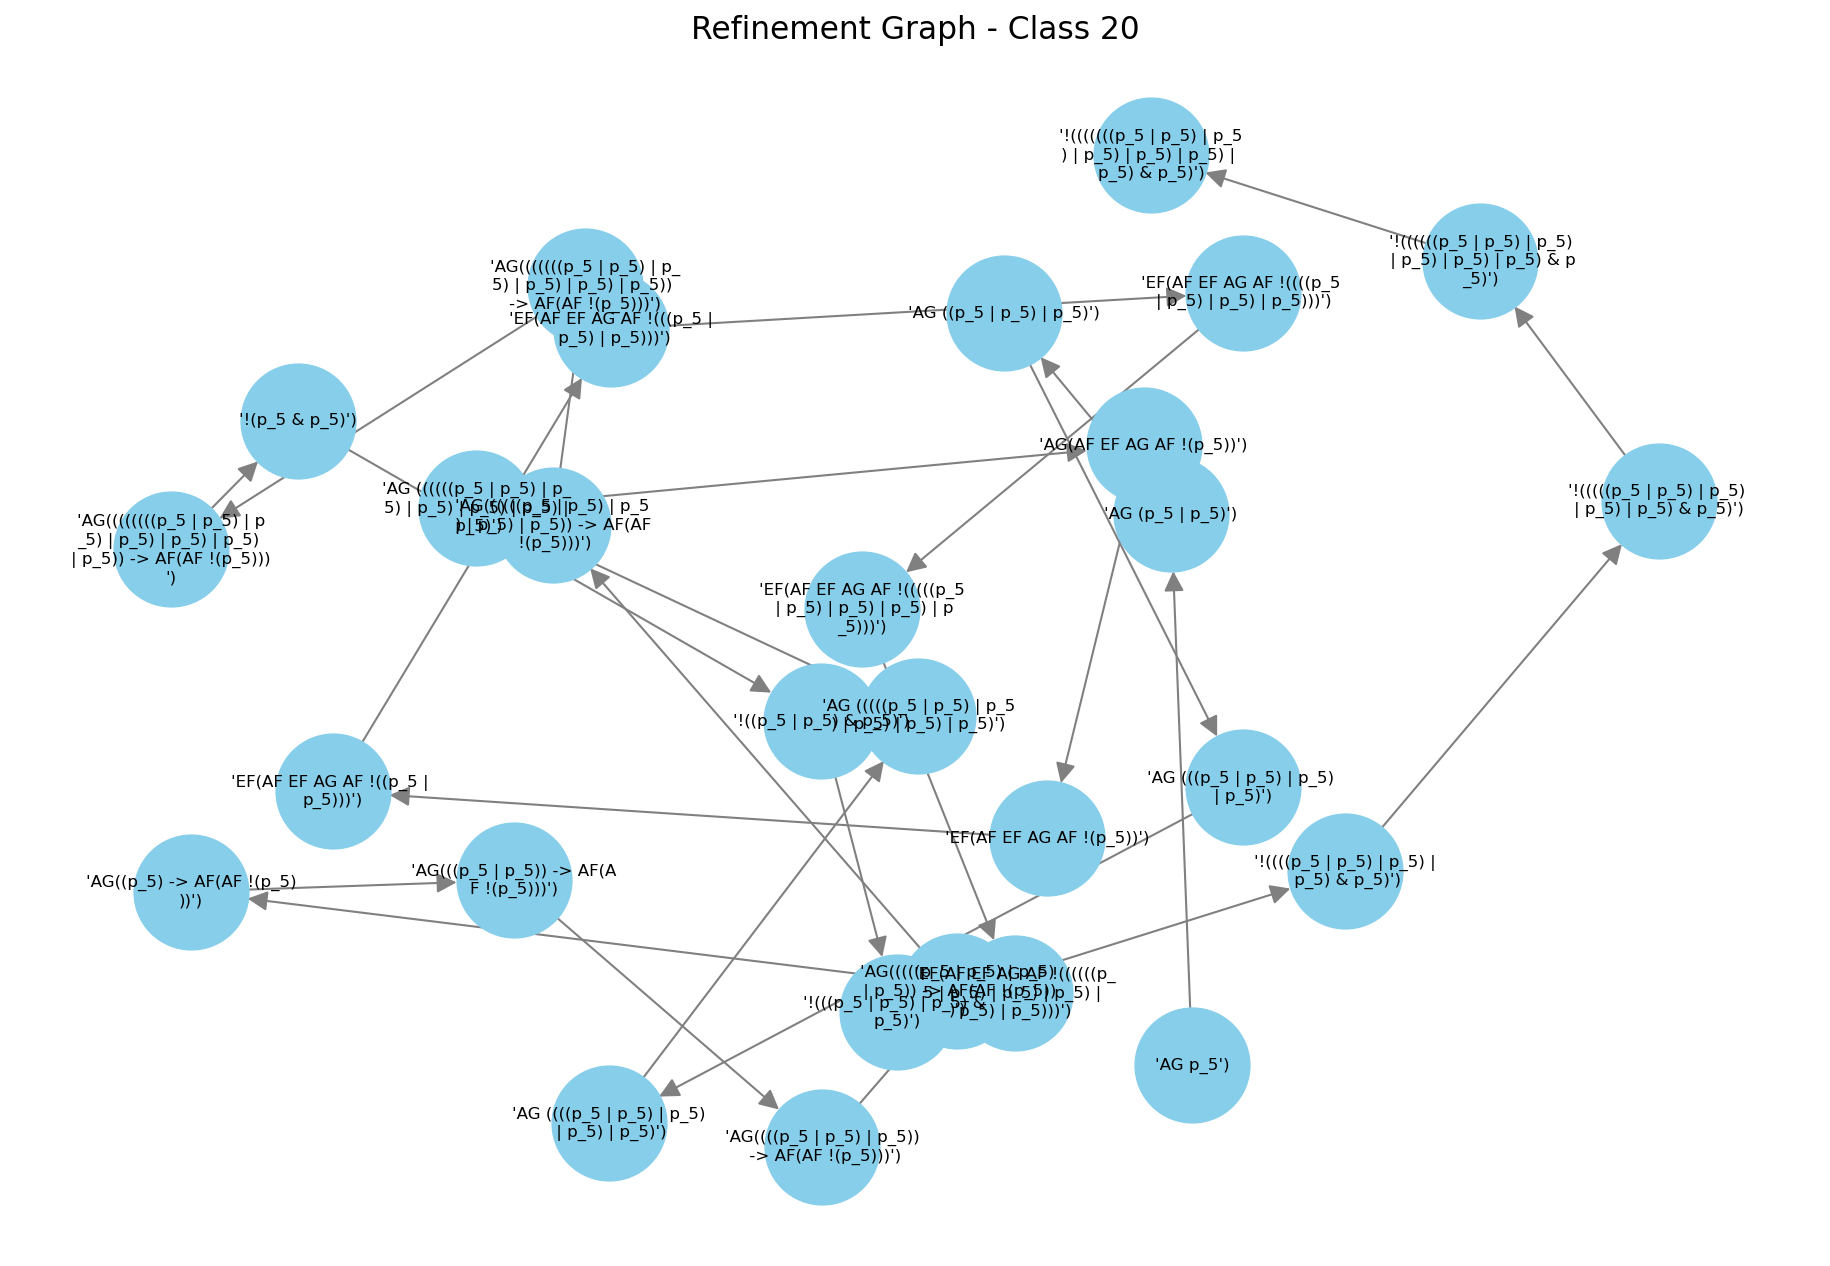 Refinement Graph - Class 20
'!(((((((p_5 | p_5) | p_5
) | p_5) | p_5) | p_5) |
p_5) & p_5)')
'!((((((p_5 | p_5) | p_5)
| p_5) | p_5) | p_5) & p
_5)')
'AG(((((((p_5 | p_5) | p_
5) | p_5) | p_5) | p_5))
-> AF(AF !(p_5)))')
'EF(AF EF AG AF !(((p_5 |
p_5) | p_5)))')
'AG ((p_5 | p_5) | p_5)')
'EF(AF EF AG AF !((((p_5
| p_5) | p_5) | p_5)))')
'!(p_5 & p_5)')
'AG(AF EF AG AF !(p_5))')
'AG ((((((p_5 | p_5) | p_
5) | p_5) | p_5) | p_5) |
p_5)')
'AG((((((p_5 | p_5) | p_5
) | p_5) | p_5)) -> AF(AF
!(p_5)))')
'AG (p_5 | p_5)')
'!(((((p_5 | p_5) | p_5)
| p_5) | p_5) & p_5)')
'AG((((((((p_5 | p_5) | p
_5) | p_5) | p_5) | p_5)
| p_5)) -> AF(AF !(p_5)))
')
'EF(AF EF AG AF !(((((p_5
| p_5) | p_5) | p_5) | p
_5)))')
'!((p_5 | p_5) & p_5)')
'AG (((((p_5 | p_5) | p_5
) | p_5) | p_5) | p_5)')
'EF(AF EF AG AF !((p_5 |
p_5)))')
'AG (((p_5 | p_5) | p_5)
| p_5)')
'EF(AF EF AG AF !(p_5))')
'!((((p_5 | p_5) | p_5) |
p_5) & p_5)')
'AG((p_5) -> AF(AF !(p_5)
))')
'AG(((p_5 | p_5)) -> AF(A
F !(p_5)))')
'AG(((((p_5 | p_5) | p_5)
| p_5)) -> AF(AF !(p_5))
)')
'EF(AF EF AG AF !((((((p_
5 | p_5) | p_5) | p_5) |
p_5) | p_5)))')
'!(((p_5 | p_5) | p_5) &
p_5)')
'AG p_5')
'AG ((((p_5 | p_5) | p_5)
| p_5) | p_5)')
'AG((((p_5 | p_5) | p_5))
-> AF(AF !(p_5)))')